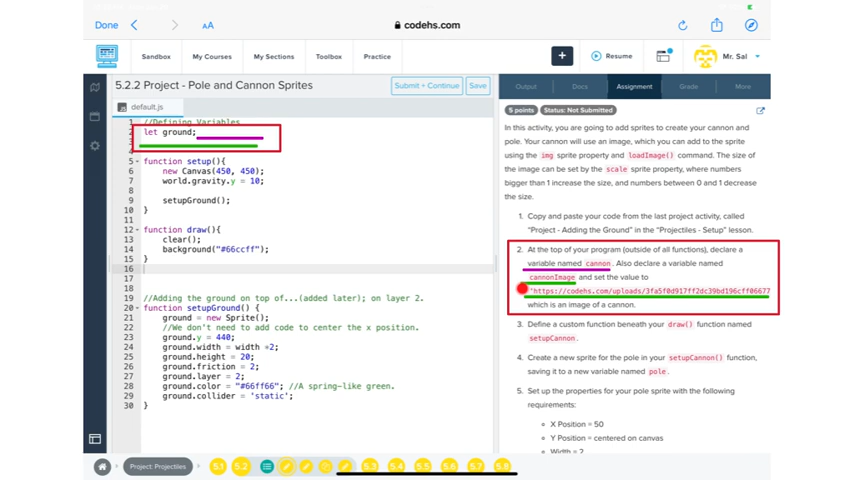 Done
AA
codehs.com
Sandbox
My Courses
My Sections
Toolbox
Practice
+
Resume
Mr. Sal
5.2.2 Project - Pole and Cannon Sprites
Submit + Continue
Save
Output
Docs
Assignment
Grade
More
default.js
1 //Defining Variables
2 let ground;
3
4
5 function setup(){
6 new Canvas(450, 450);
7 world.gravity.y = 10;
8
9 setupGround();
10 }
11
12 function draw(){
13 clear();
14 background("#66ccff");
15 }
16
17
18
19 //Adding the ground on top of...(added later); on layer 2.
20 function setupGround() {
21 ground = new Sprite();
22 //We don't need to add code to center the x position.
23 ground.y = 440;
24 ground.width = width *2;
25 ground.height = 20;
26 ground.friction = 2;
27 ground.layer = 2;
28 ground.color = "#66ff66"; //A spring-like green.
29 ground.collider = 'static';
30 }
5 points
Status: Not Submitted
In this activity, you are going to add sprites to create your cannon and
pole. Your cannon will use an image, which you can add to the sprite
using the img sprite property and loadImage() command. The size of
the image can be set by the scale sprite property, where numbers
bigger than 1 increase the size, and numbers between 0 and 1 decrease
the size.
1. Copy and paste your code from the last project activity, called
"Project - Adding the Ground" in the "Projectiles - Setup" lesson.
2. At the top of your program (outside of all functions), declare a
variable named cannon. Also declare a variable named
cannonImage and set the value to
"https://codehs.com/uploads/3fa5f0d917ff2dc39bd196cff06677
which is an image of a cannon.
3. Define a custom function beneath your draw() function named
setupCannon.
4. Create a new sprite for the pole in your setupCannon() function,
saving it to a new variable named pole.
5. Set up the properties for your pole sprite with the following
requirements:
X Position = 50
Y Position = centered on canvas
Width = 2
Project: Projectiles
5.1
5.2
5.3
5.4
5.5
5.6
5.7
5.8